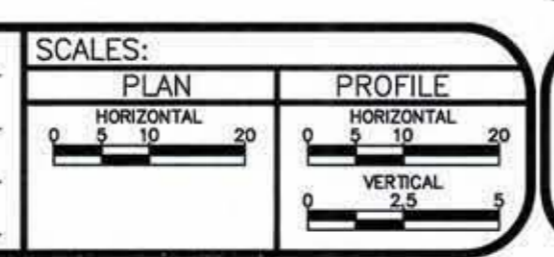 SCALES:
PLAN
HORIZONTAL
0 5 10 20
PROFILE
HORIZONTAL
0 5 10 20
VERTICAL
0 2.5 5